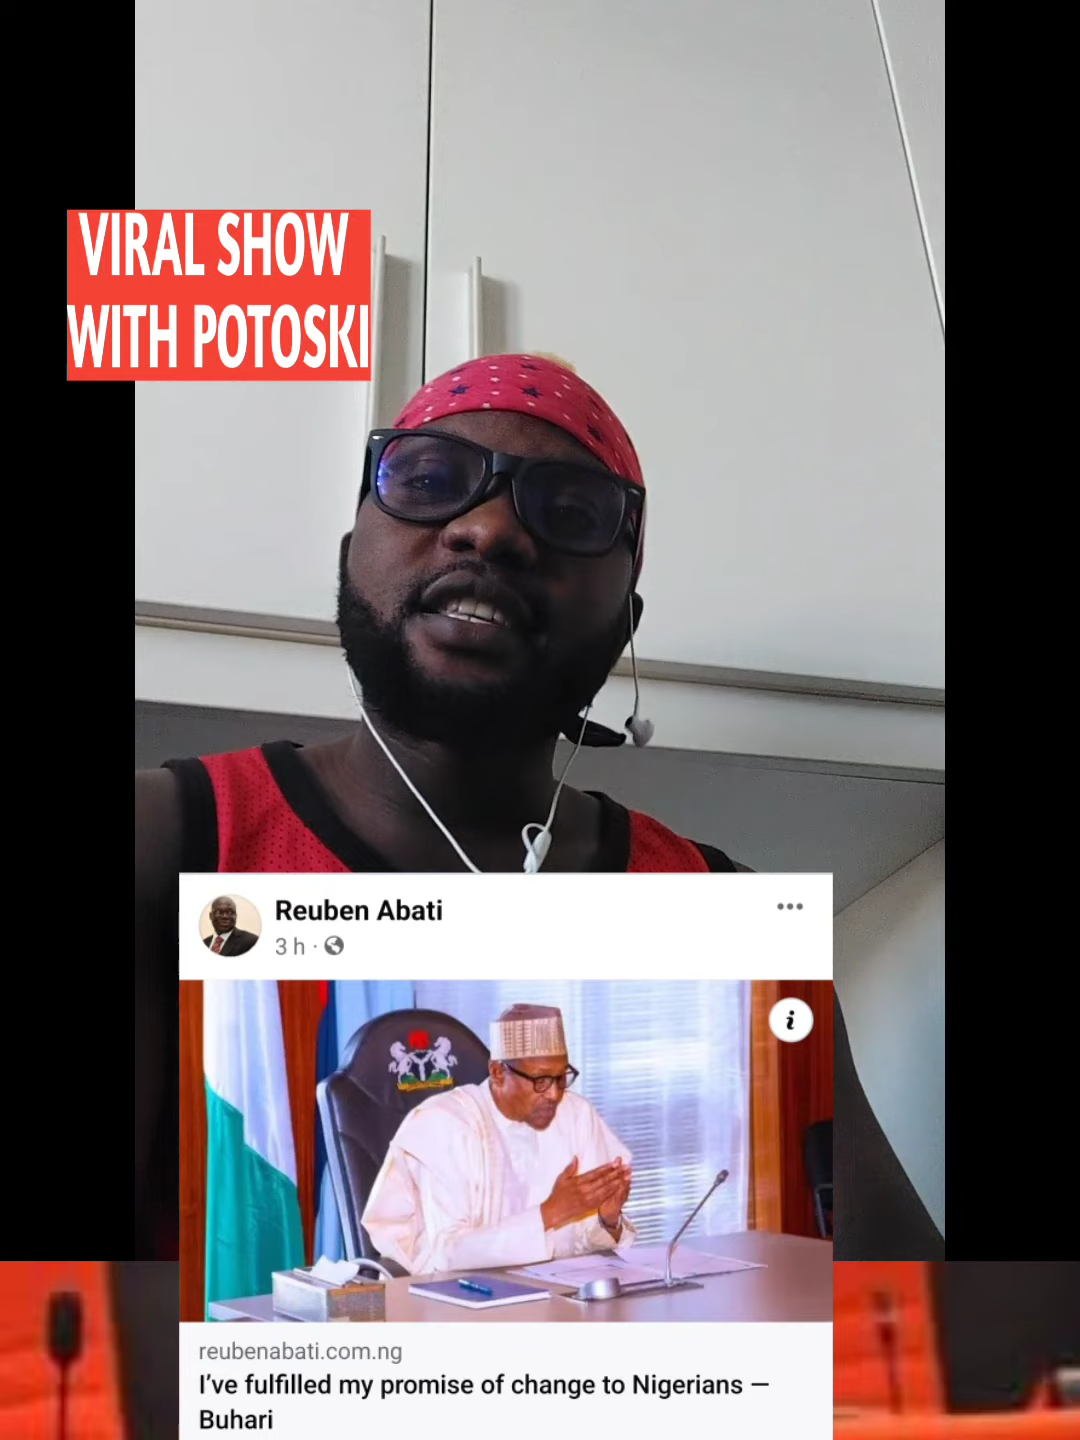 VIRAL SHOW
WITH POTOSKI
Reuben Abati
3 h ·
reubenabati.com.ng
I've fulfilled my promise of change to Nigerians —
Buhari